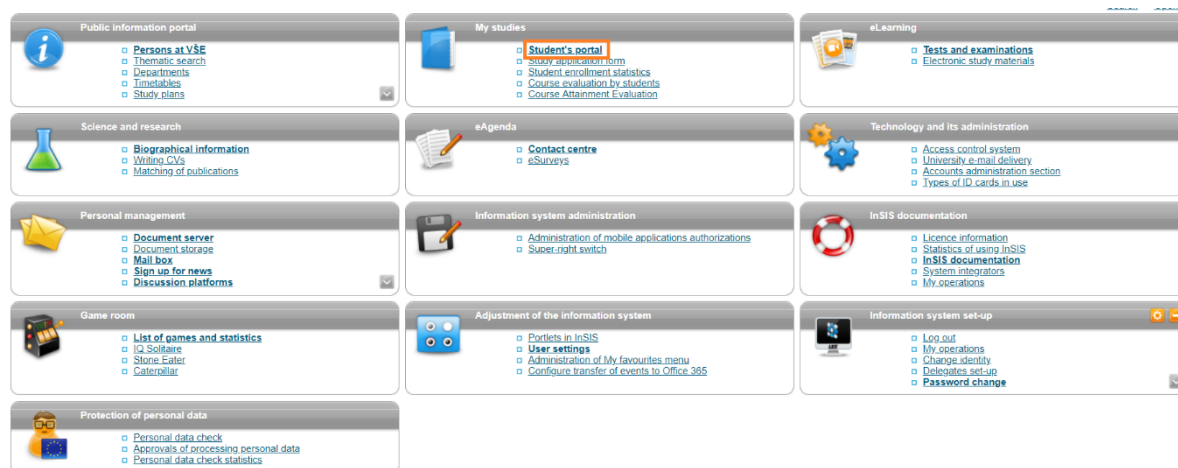 Public information portal
Persons at VŠE
Thematic search
Departments
Timetables
Study plans
My studies
Student's portal
Study application form
Student enrollment statistics
Course evaluation by students
Course Attainment Evaluation
eLearning
Tests and examinations
Electronic study materials
Science and research
Biographical information
Writing CVs
Matching of publications
eAgenda
Contact centre
eSurveys
Technology and its administration
Access control system
University e-mail delivery
Accounts administration section
Types of ID cards in use
Personal management
Document server
Document storage
Mail box
Sign up for news
Discussion platforms
Information system administration
Administration of mobile applications authorizations
Super-right switch
InSIS documentation
Licence information
Statistics of using InSIS
InSIS documentation
System integrators
My operations
Game room
List of games and statistics
IQ Solitaire
Stone Eater
Caterpillar
Adjustment of the information system
Portlets in InSIS
User settings
Administration of My favourites menu
Configure transfer of events to Office 365
Information system set-up
Log out
My operations
Change identity
Delegates set-up
Password change
Protection of personal data
Personal data check
Approvals of processing personal data
Personal data check statistics